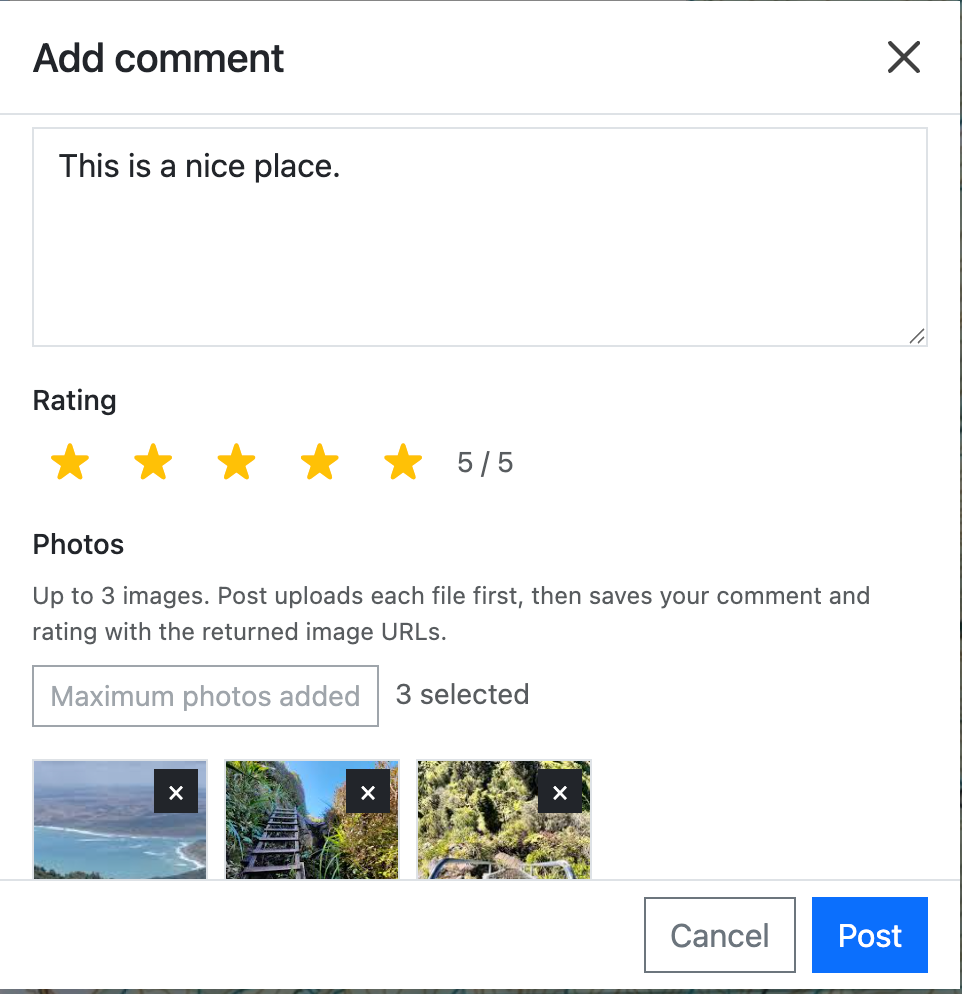 Add comment
This is a nice place.
Rating
5 / 5
Photos
Up to 3 images. Post uploads each file first, then saves your comment and
rating with the returned image URLs.
Maximum photos added
3 selected
Cancel
Post